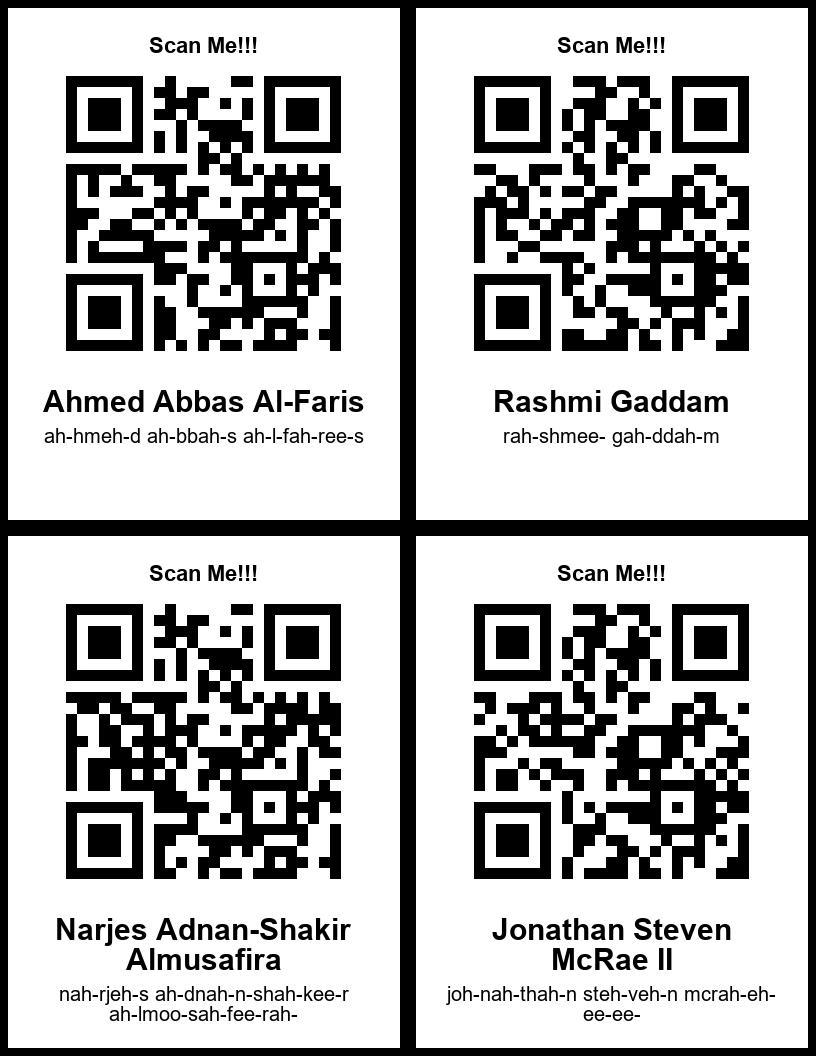 Scan Me!!!
Ahmed Abbas Al-Faris
ah-hmeh-d ah-bbah-s ah-l-fah-ree-s
Scan Me!!!
Rashmi Gaddam
rah-shmee- gah-ddah-m
Scan Me!!!
Narjes Adnan-Shakir
Almusafira
nah-rjeh-s ah-dnah-n-shah-kee-r
ah-lmoo-sah-fee-rah-
Scan Me!!!
Jonathan Steven
McRae II
joh-nah-thah-n steh-veh-n mcrah-eh-
ee-ee-